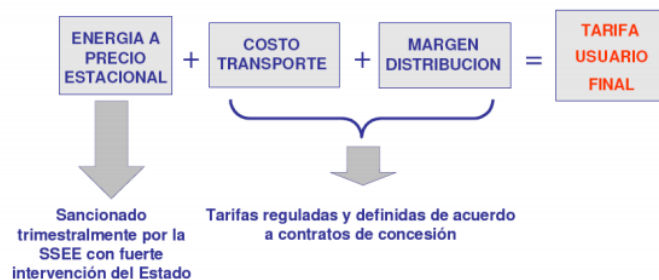 ENERGIA A
PRECIO
ESTACIONAL
+
COSTO
TRANSPORTE
+
MARGEN
DISTRIBUCION
=
TARIFA
USUARIO
FINAL
Sancionado
trimestralmente por la
SSEE con fuerte
intervención del Estado
Tarifas reguladas y definidas de acuerdo
a contratos de concesión